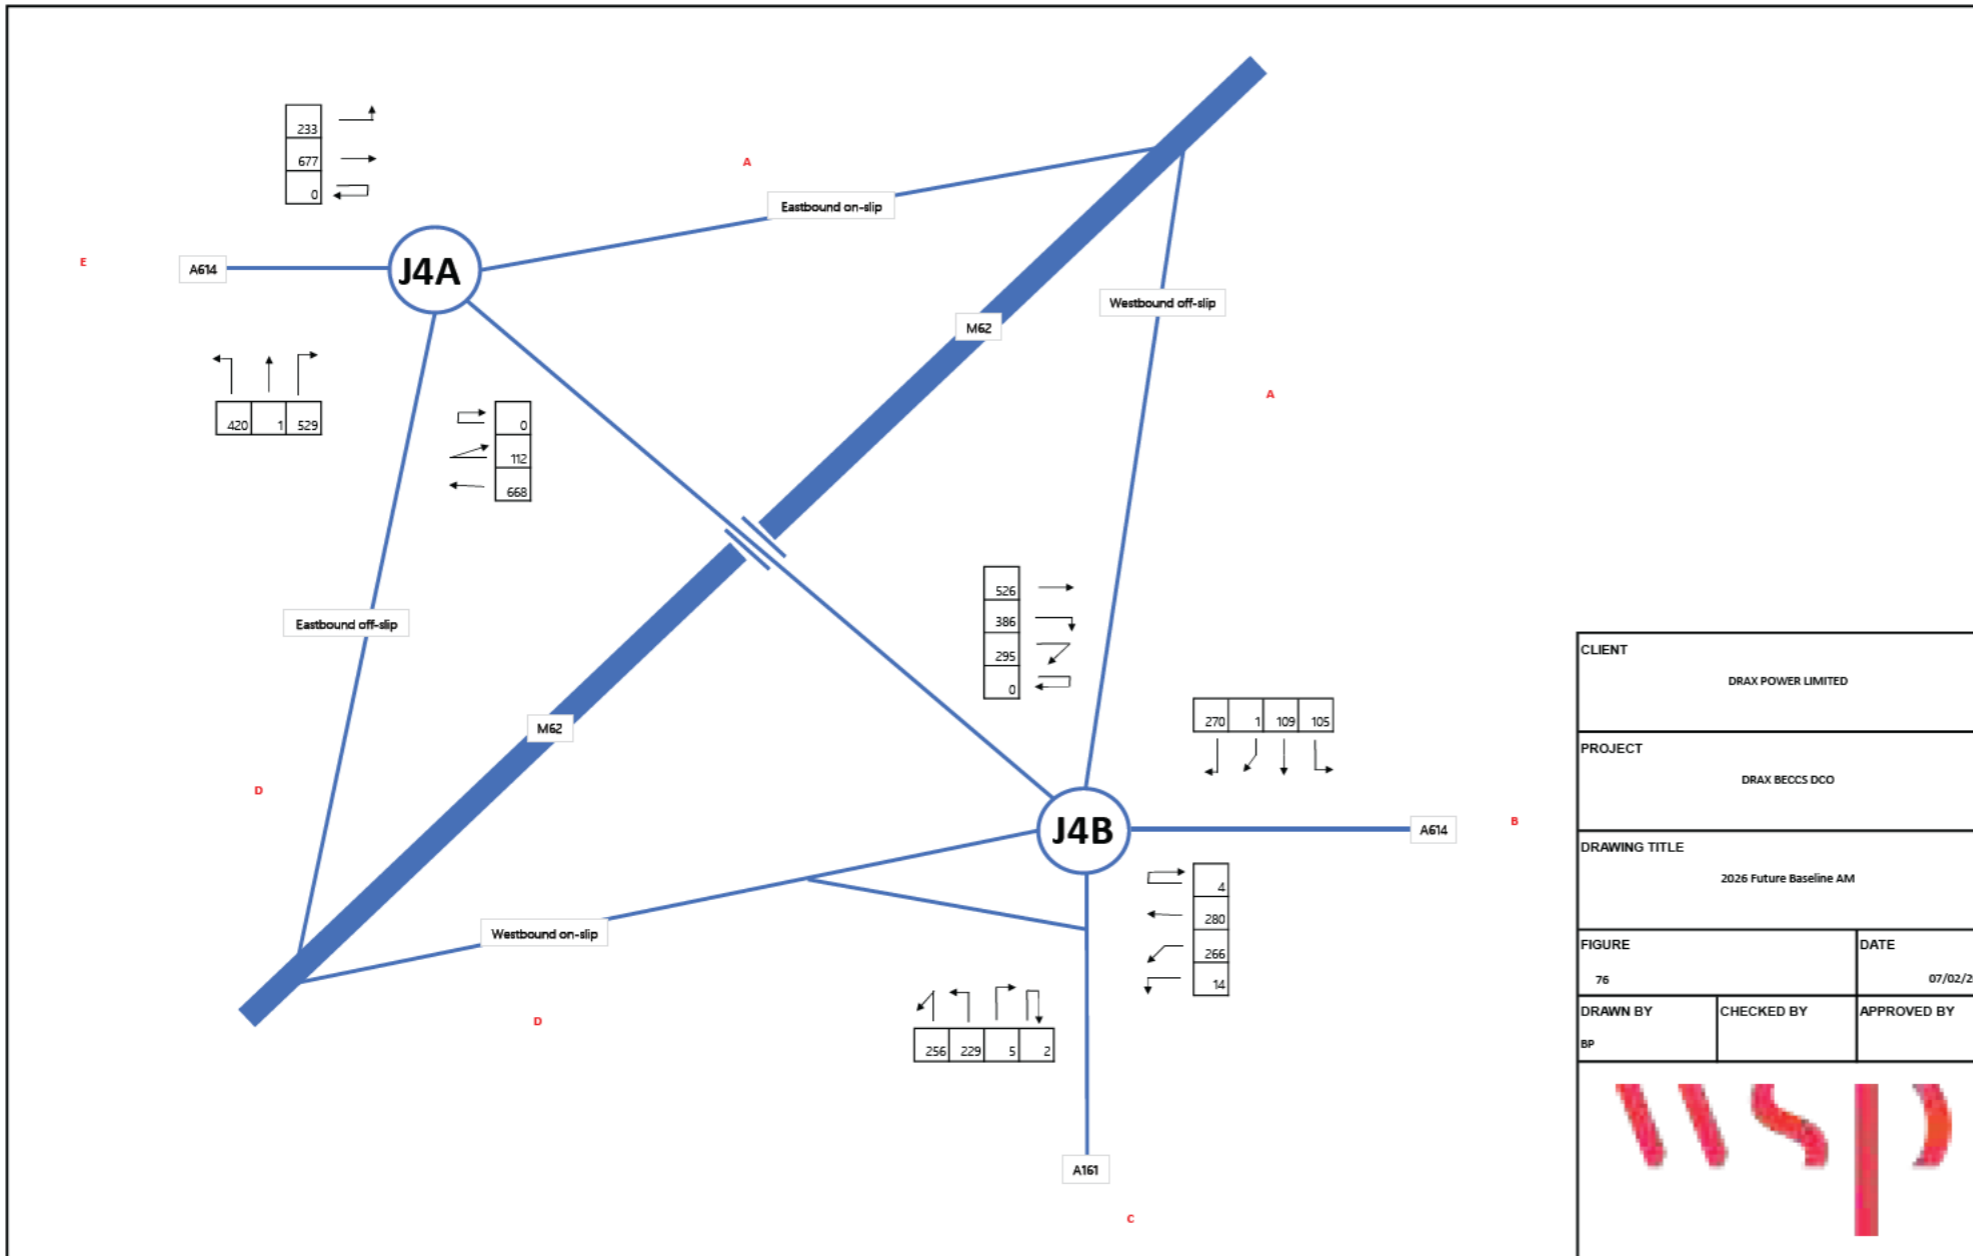 233
677
0
A
Eastbound on-slip
E
A614
J4A
Westbound off-slip
M62
A
420 1 529
0
112
668
Eastbound off-slip
526
386
295
0
270 1 109 105
M62
D
J4B
A614
B
4
280
266
14
Westbound on-slip
D
256 229 5 2
A161
C
CLIENT
DRAX POWER LIMITED
PROJECT
DRAX BECCS DCO
DRAWING TITLE
2026 Future Baseline AM
FIGURE DATE
76 07/02/2
DRAWN BY CHECKED BY APPROVED BY
BP
wsp